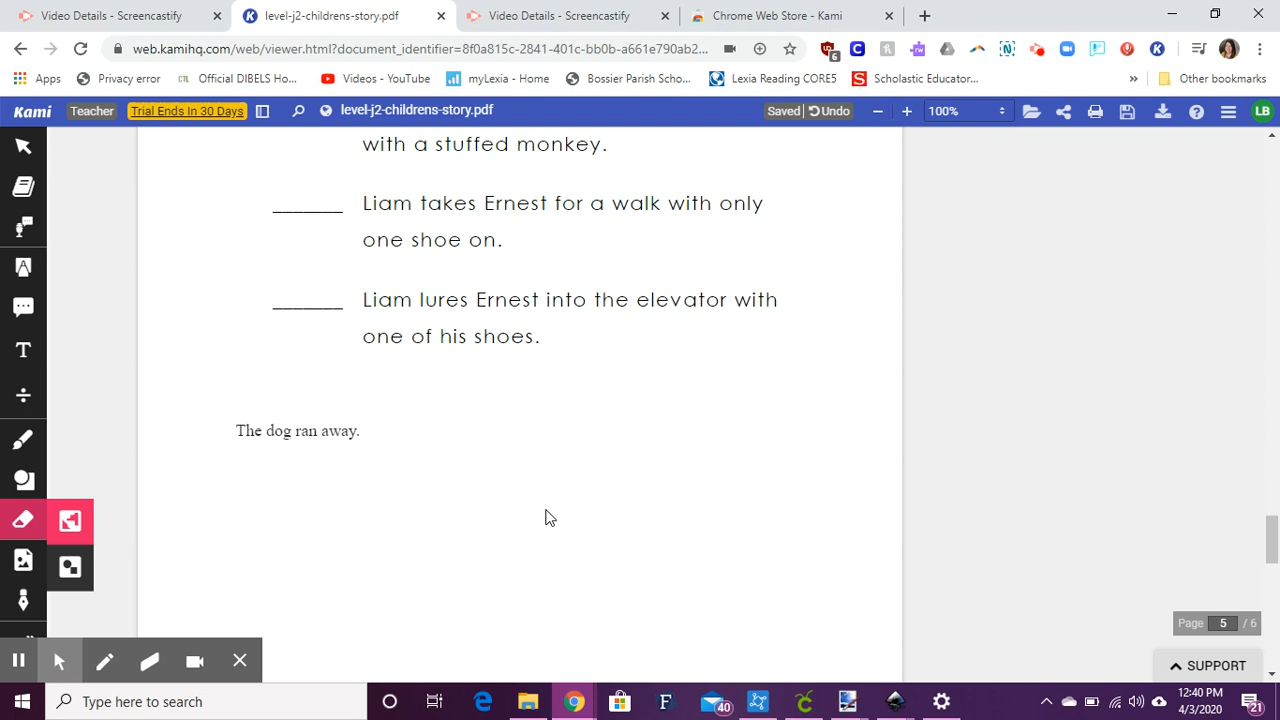 Video Details - Screencastify
level-j2-childrens-story.pdf
Video Details - Screencastify
Chrome Web Store - Kami
web.kamihq.com/web/viewer.html?document_identifier=8f0a815c-2841-401c-bb0b-a661e790ab2...
Apps
Privacy error
Official DIBELS Ho...
Videos - YouTube
myLexia - Home
Bossier Parish Scho...
Lexia Reading CORE5
Scholastic Educator...
Other bookmarks
Kami
Teacher
Trial Ends In 30 Days
level-j2-childrens-story.pdf
Saved Undo
100%
LB
with a stuffed monkey.
_______ Liam takes Ernest for a walk with only
one shoe on.
_______ Liam lures Ernest into the elevator with
one of his shoes.
The dog ran away.
Page 5 / 6
SUPPORT
Type here to search
40
12:40 PM
4/3/2020
21